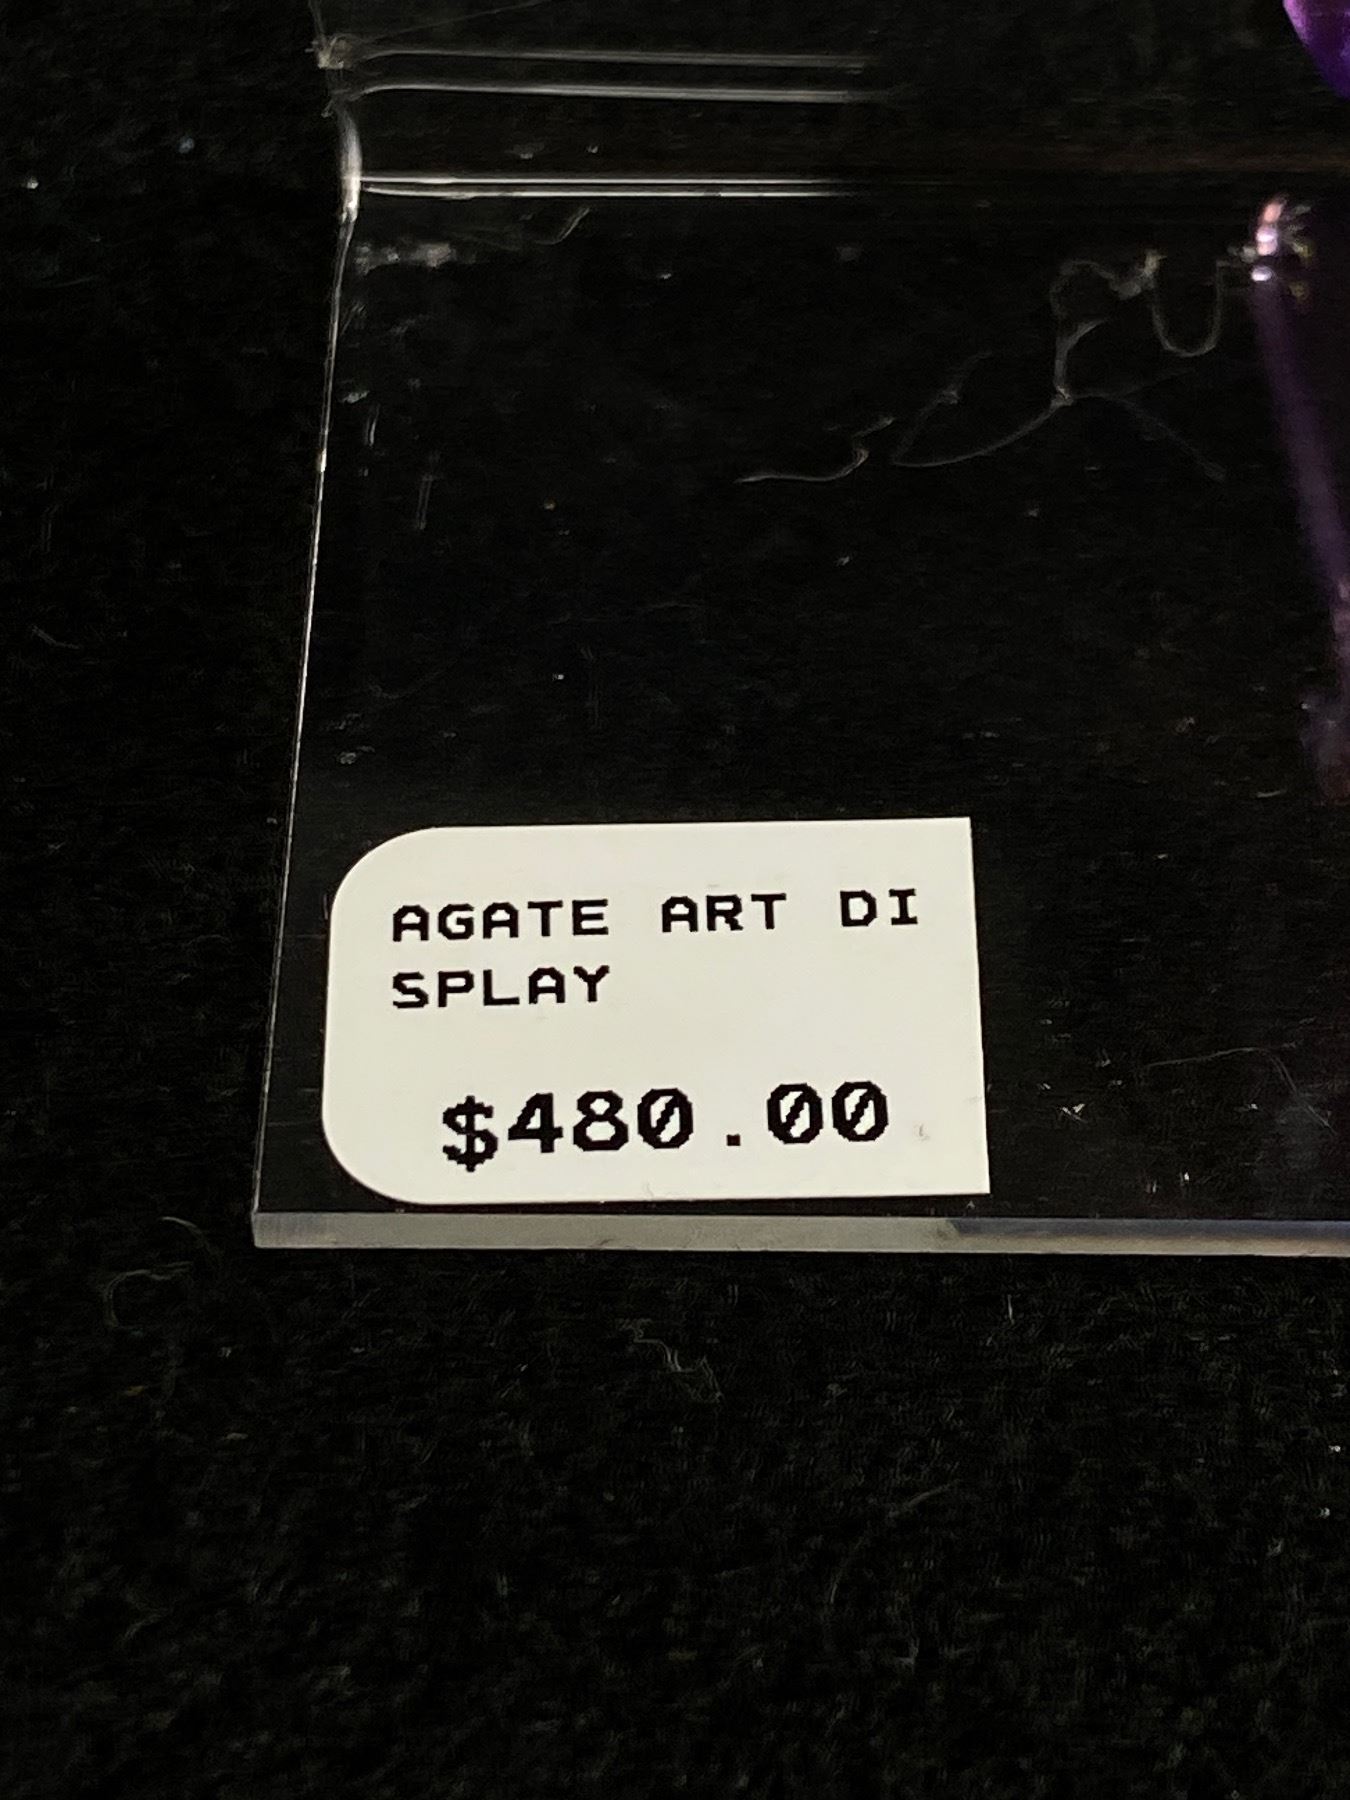 AGATE ART DI
SPLAY
$480.00